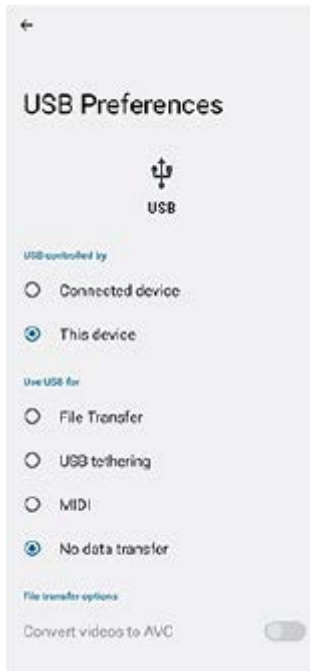 USB Preferences
USB
USB controlled by
Connected device
This device
Use USB for
File Transfer
USB tethering
MIDI
No data transfer
File transfer options
Convert videos to AVC